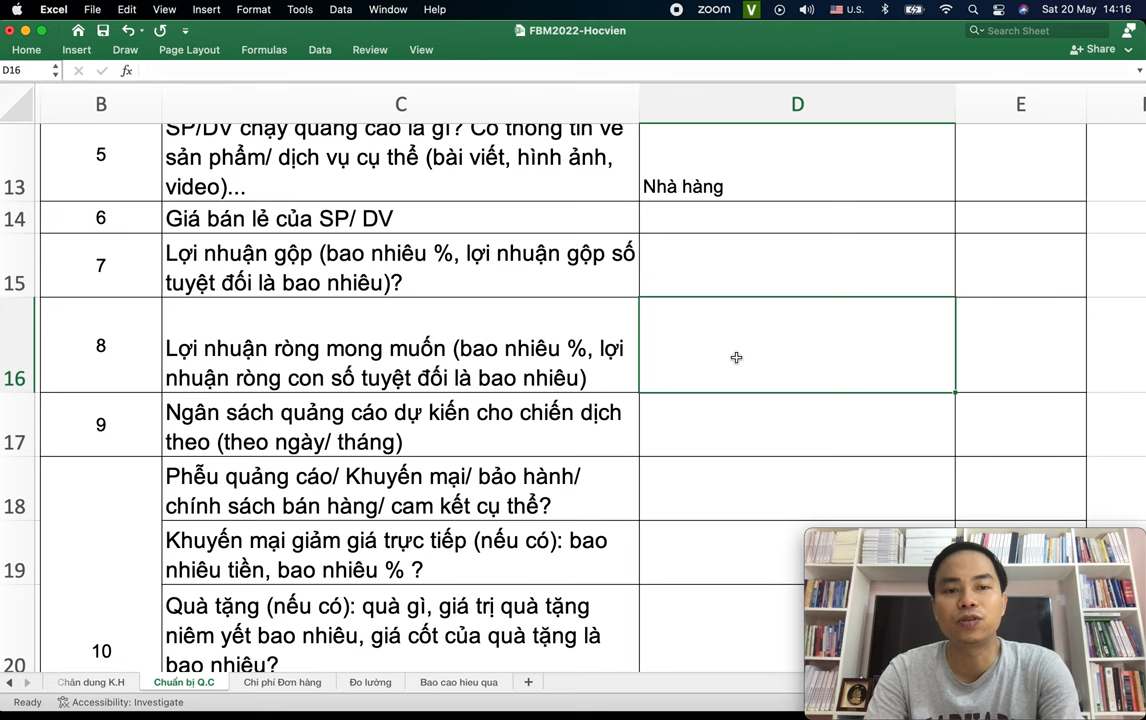 Excel File Edit View Insert Format Tools Data Window Help zoom V U.S. Sat 20 May 14:16
FBM2022-Hocvien
Search Sheet
Home Insert Draw Page Layout Formulas Data Review View Share
D16 fx
B C D E
SP/DV chạy quảng cáo là gì? Có thông tin về
5 sản phẩm/ dịch vụ cụ thể (bài viết, hình ảnh,
13 video)... Nhà hàng
14 6 Giá bán lẻ của SP/ DV
7 Lợi nhuận gộp (bao nhiêu %, lợi nhuận gộp số
15 tuyệt đối là bao nhiêu)?
8 Lợi nhuận ròng mong muốn (bao nhiêu %, lợi
16 nhuận ròng con số tuyệt đối là bao nhiêu)
9 Ngân sách quảng cáo dự kiến cho chiến dịch
17 theo (theo ngày/ tháng)
Phễu quảng cáo/ Khuyến mại/ bảo hành/
18 chính sách bán hàng/ cam kết cụ thể?
Khuyến mại giảm giá trực tiếp (nếu có): bao
19 nhiêu tiền, bao nhiêu % ?
Quà tặng (nếu có): quà gì, giá trị quà tặng
niêm yết bao nhiêu, giá cốt của quà tặng là
20 10 bao nhiêu?
Chân dung K.H Chuẩn bị Q.C Chi phí Đơn hàng Đo lường Bao cao hieu qua +
Ready Accessibility: Investigate